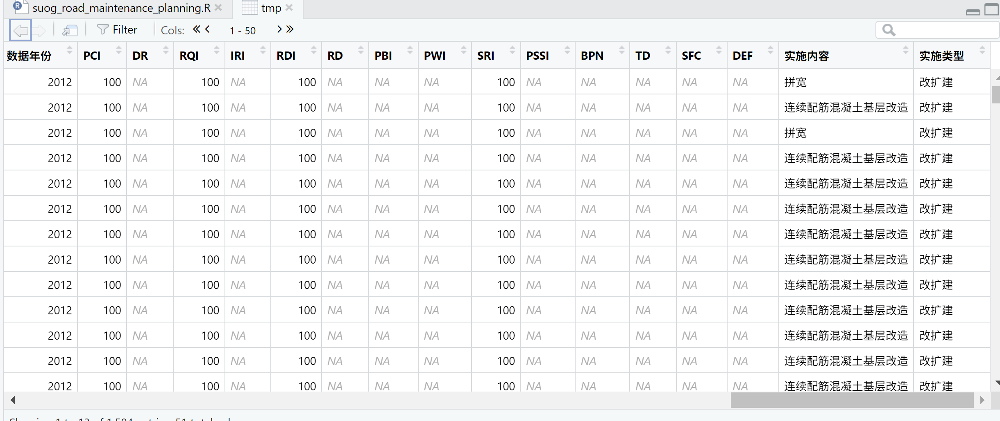 suog_road_maintenance_planning.R tmp
Filter Cols: 1 - 50
数据年份 PCI DR RQI IRI RDI RD PBI PWI SRI PSSI BPN TD SFC DEF 实施内容 实施类型
2012 100 NA 100 NA 100 NA NA NA 100 NA NA NA NA NA 拼宽 改扩建
2012 100 NA 100 NA 100 NA NA NA 100 NA NA NA NA NA 连续配筋混凝土基层改造 改扩建
2012 100 NA 100 NA 100 NA NA NA 100 NA NA NA NA NA 拼宽 改扩建
2012 100 NA 100 NA 100 NA NA NA 100 NA NA NA NA NA 连续配筋混凝土基层改造 改扩建
2012 100 NA 100 NA 100 NA NA NA 100 NA NA NA NA NA 连续配筋混凝土基层改造 改扩建
2012 100 NA 100 NA 100 NA NA NA 100 NA NA NA NA NA 连续配筋混凝土基层改造 改扩建
2012 100 NA 100 NA 100 NA NA NA 100 NA NA NA NA NA 连续配筋混凝土基层改造 改扩建
2012 100 NA 100 NA 100 NA NA NA 100 NA NA NA NA NA 连续配筋混凝土基层改造 改扩建
2012 100 NA 100 NA 100 NA NA NA 100 NA NA NA NA NA 连续配筋混凝土基层改造 改扩建
2012 100 NA 100 NA 100 NA NA NA 100 NA NA NA NA NA 连续配筋混凝土基层改造 改扩建
2012 100 NA 100 NA 100 NA NA NA 100 NA NA NA NA NA 连续配筋混凝土基层改造 改扩建
2012 100 NA 100 NA 100 NA NA NA 100 NA NA NA NA NA 连续配筋混凝土基层改造 改扩建
2012 100 NA 100 NA 100 NA NA NA 100 NA NA NA NA NA 连续配筋混凝土基层改造 改扩建